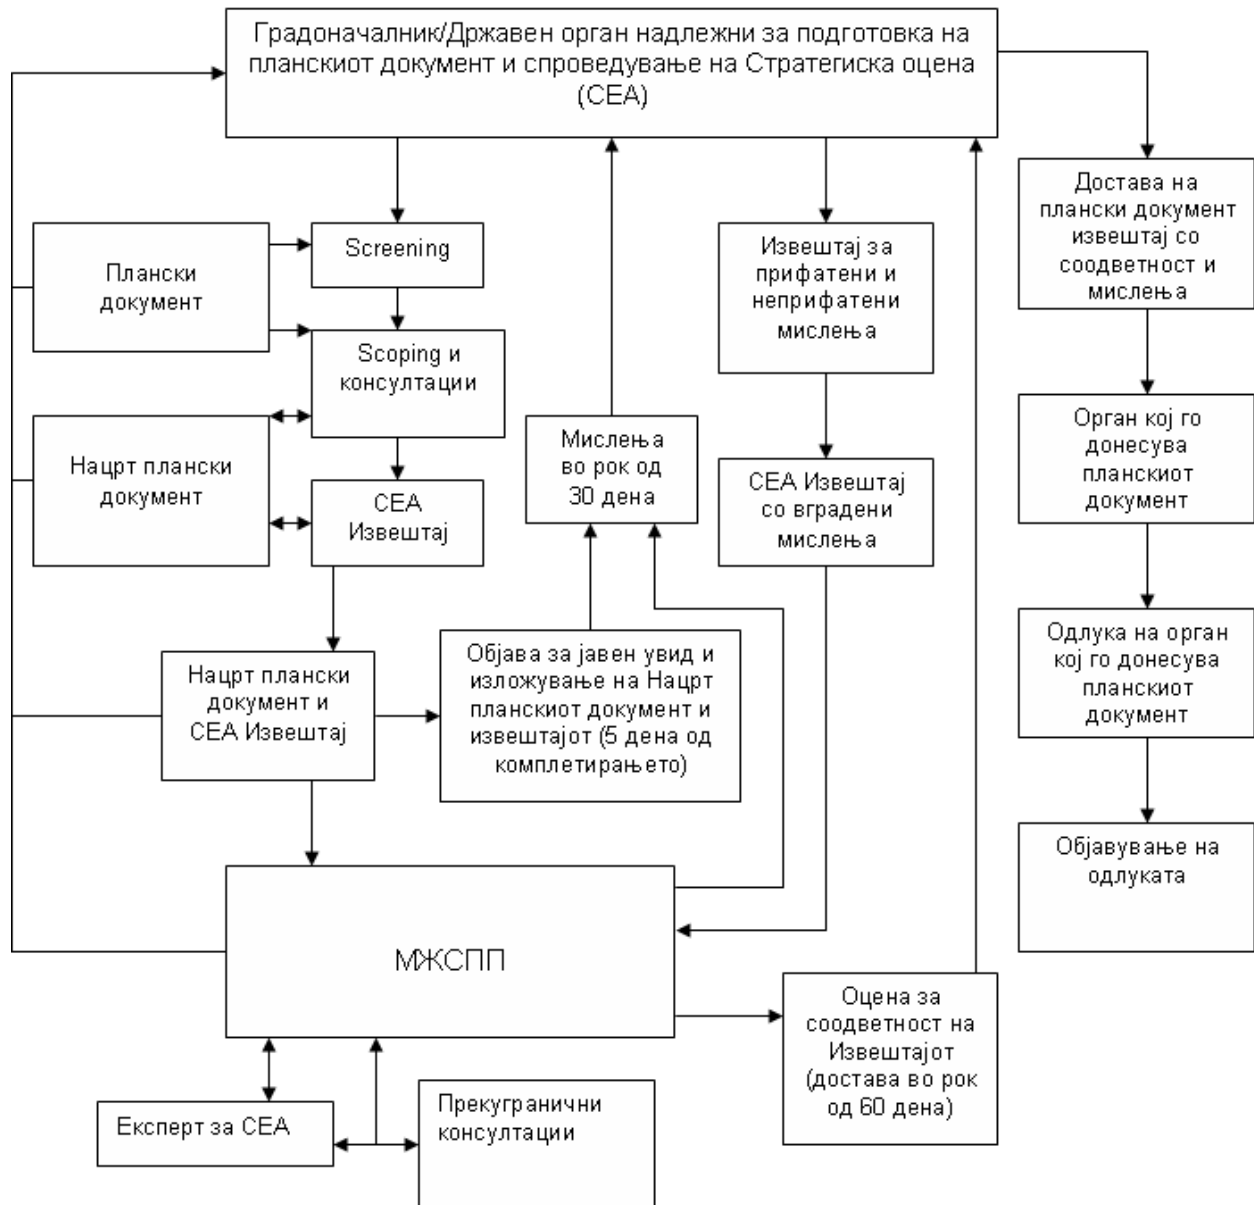 Градоначалник/Државен орган надлежни за подготовка на
планскиот документ и спроведување на Стратегиска оцена
(СЕА)
Плански
документ
Screening
Scoping и
консултации
Нацрт плански
документ
СЕА
Извештај
Нацрт плански
документ и
СЕА Извештај
Објава за јавен увид и
изложување на Нацрт
планскиот документ и
извештајот (5 дена од
комплетирањето)
Мислења
во рок од
30 дена
Извештај за
прифатени и
неприфатени
мислења
СЕА Извештај
со вградени
мислења
Достава на
плански документ
извештај со
соодветност и
мислења
Орган кој го
донесува
планскиот
документ
Одлука на орган
кој го донесува
планскиот
документ
Објавување на
одлуката
МЖСПП
Оцена за
соодветност на
Извештајот
(достава во рок
од 60 дена)
Експерт за СЕА
Прекугранични
консултации